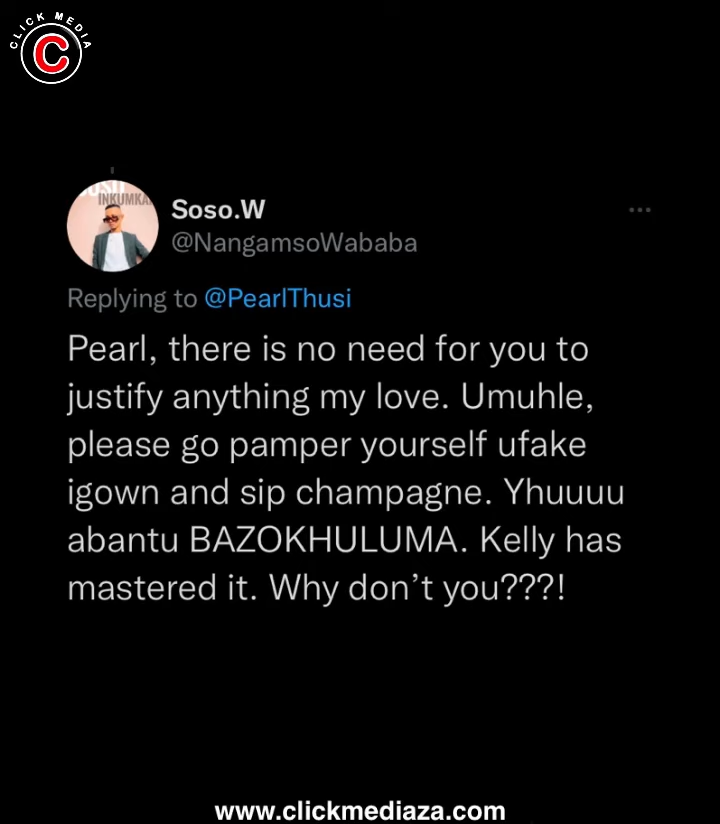 CLICK MEDIA
C
INKUMKA
Soso.W
@NangamsoWababa
Replying to @PearlThusi
Pearl, there is no need for you to
justify anything my love. Umuhle,
please go pamper yourself ufake
igown and sip champagne. Yhuuuu
abantu BAZOKHULUMA. Kelly has
mastered it. Why don’t you???!
www.clickmediaza.com